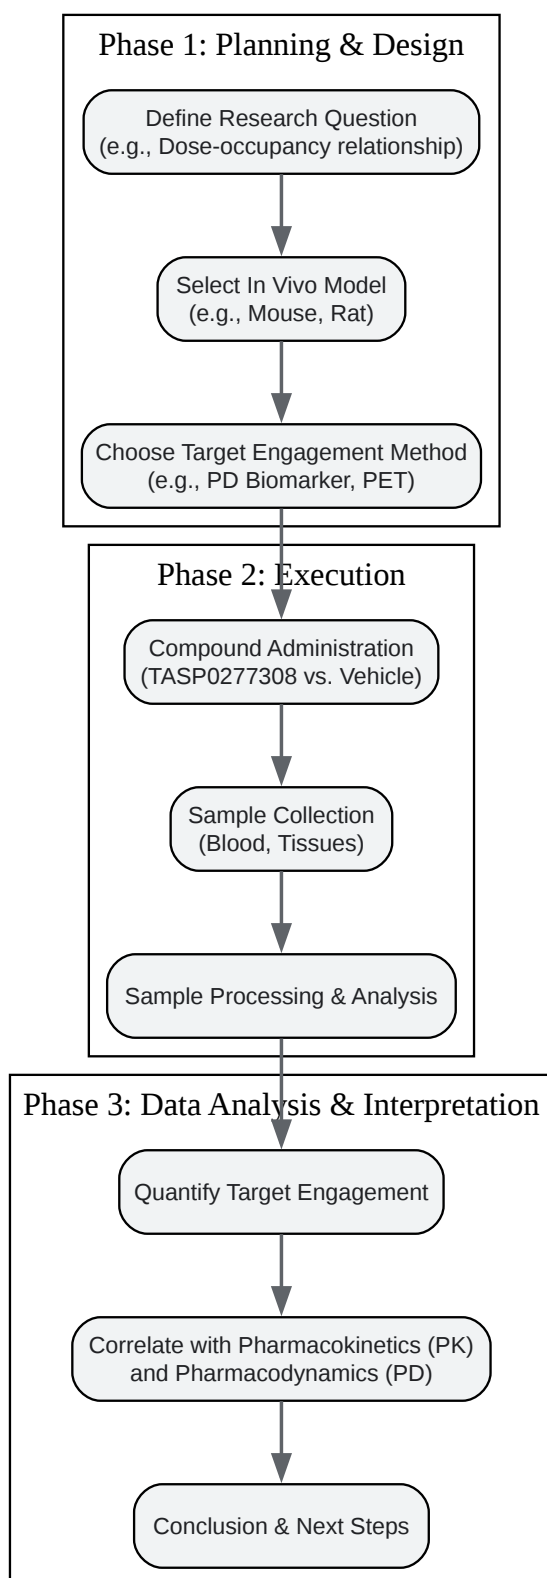 Phase 1: Planning & Design
Define Research Question
(e.g., Dose-occupancy relationship)
Select In Vivo Model
(e.g., Mouse, Rat)
Choose Target Engagement Method
(e.g., PD Biomarker, PET)
Phase 2: Execution
Compound Administration
(TASP0277308 vs. Vehicle)
Sample Collection
(Blood, Tissues)
Sample Processing & Analysis
Phase 3: Data Analysis & Interpretation
Quantify Target Engagement
Correlate with Pharmacokinetics (PK)
and Pharmacodynamics (PD)
Conclusion & Next Steps